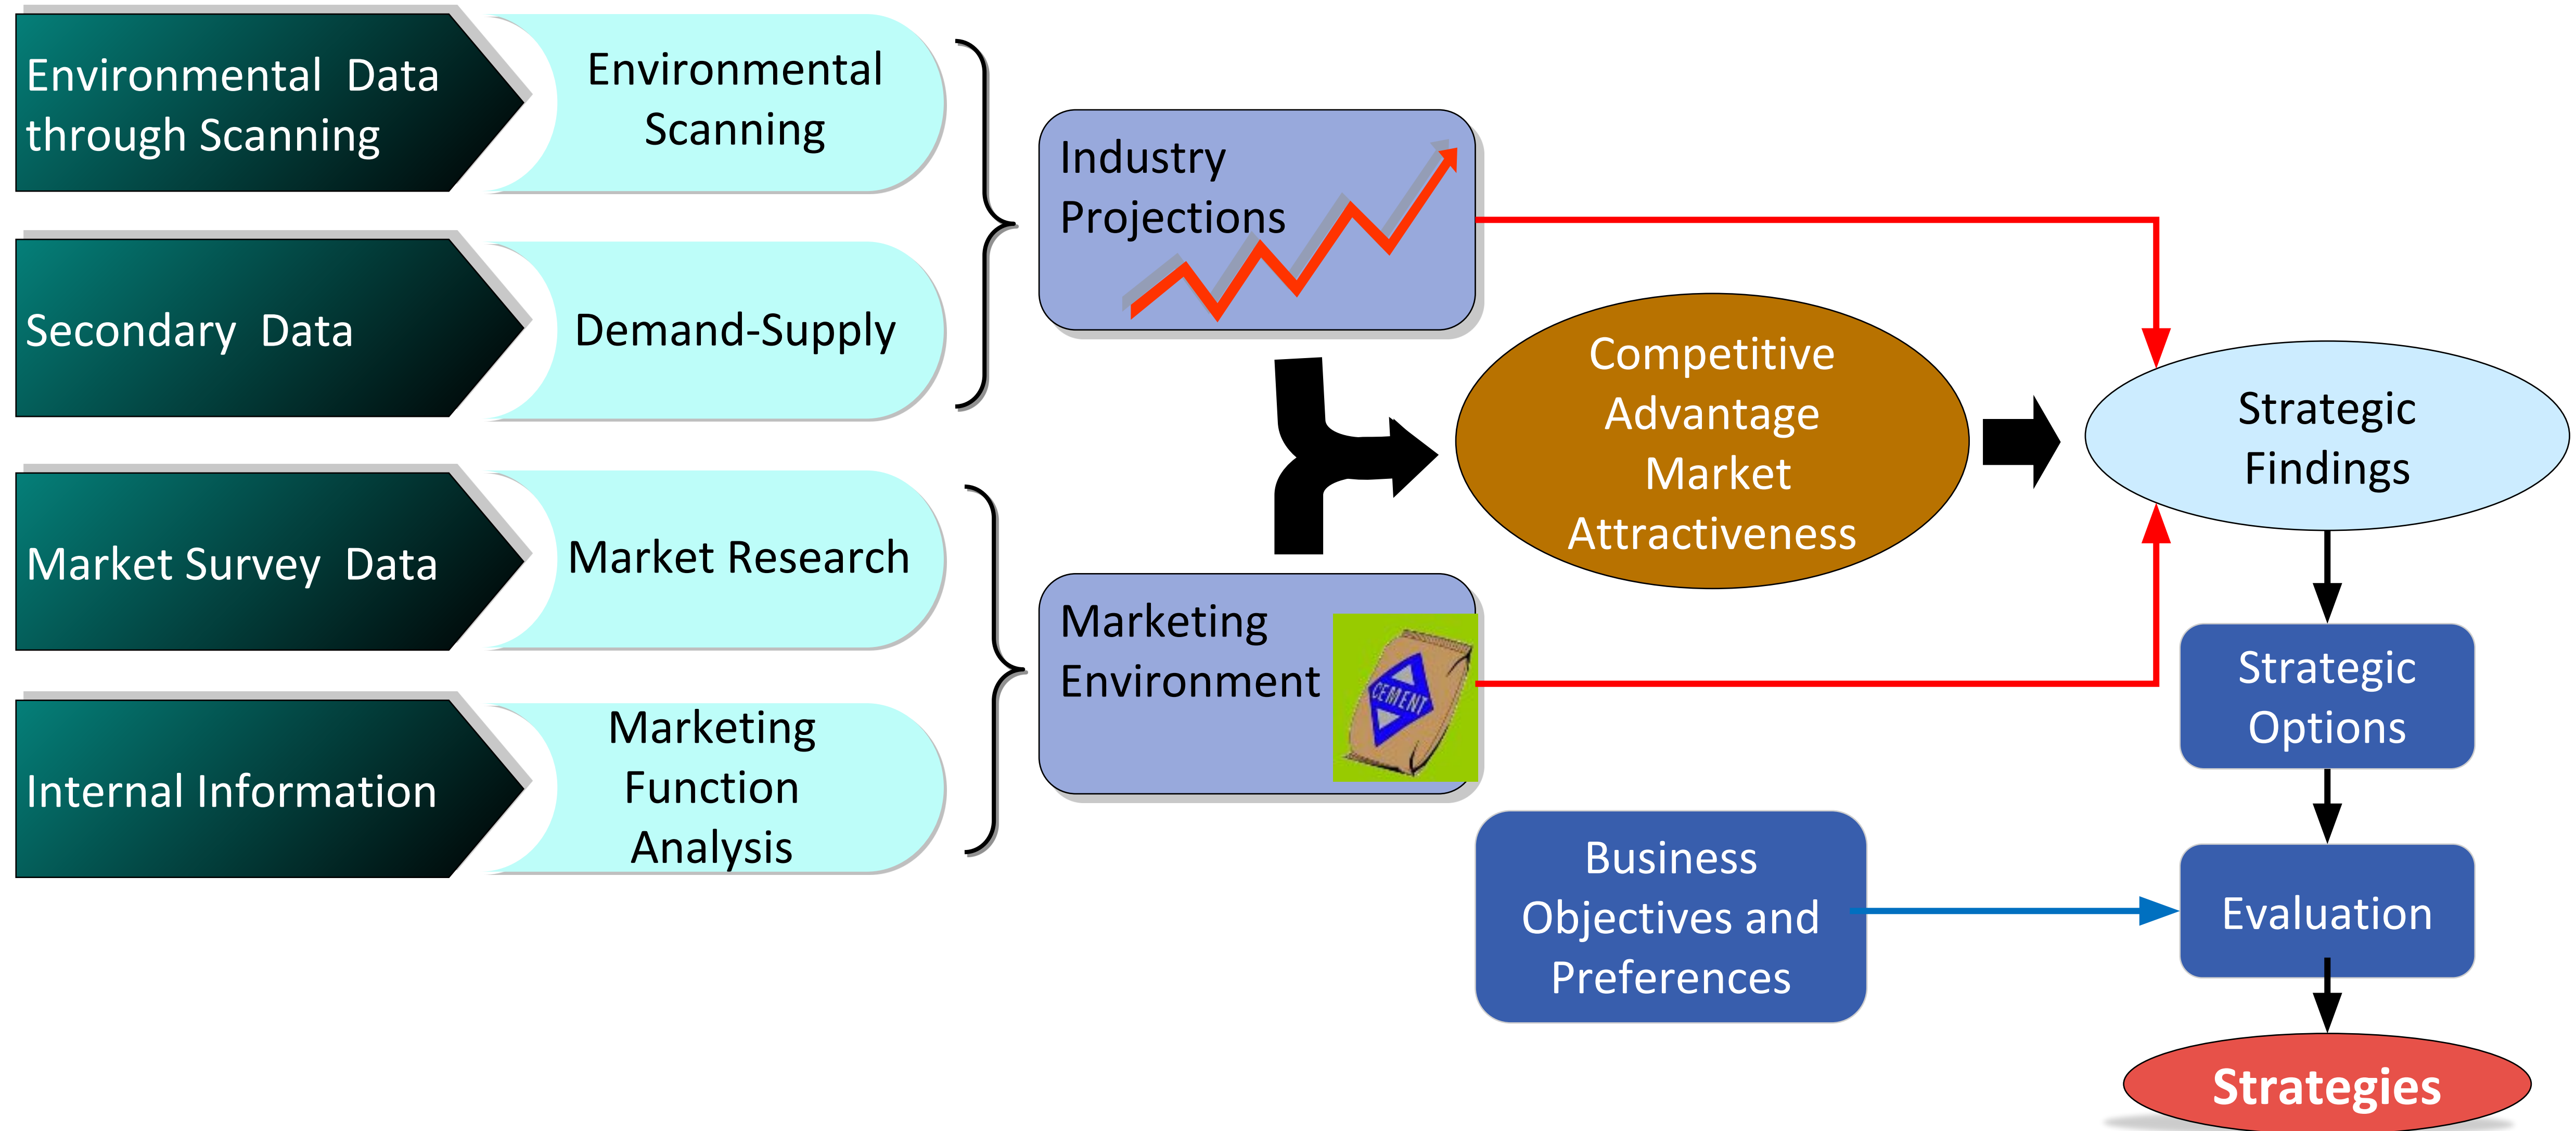 Environmental  Data
through Scanning
Environmental
Scanning
Secondary  Data
Demand-Supply
Market Survey  Data
Market Research
Internal Information
Marketing
Function
Analysis
Industry
Projections
Marketing
Environment
CEMENT
Competitive
Advantage
Market
Attractiveness
Strategic
Findings
Strategic
Options
Business
Objectives and
Preferences
Evaluation
Strategies